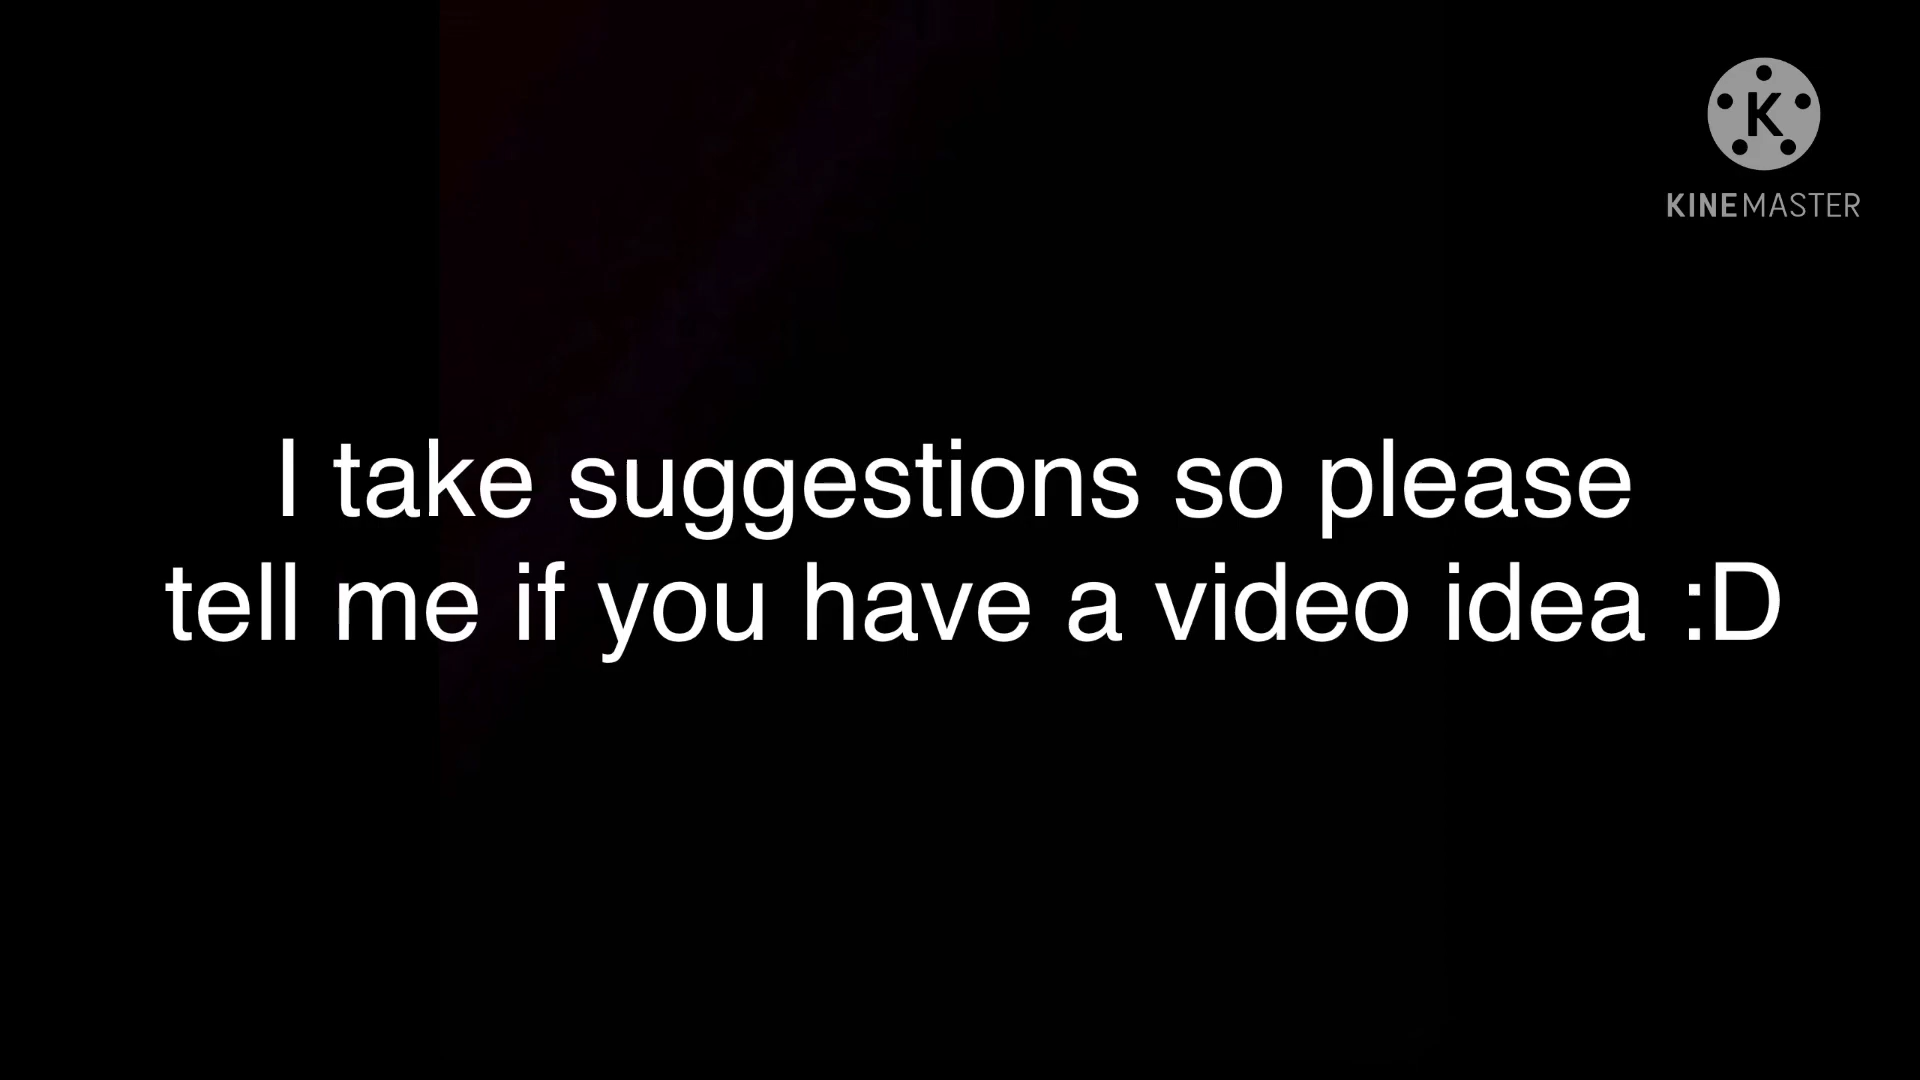 K
KINEMASTER
I take suggestions so please
tell me if you have a video idea :D